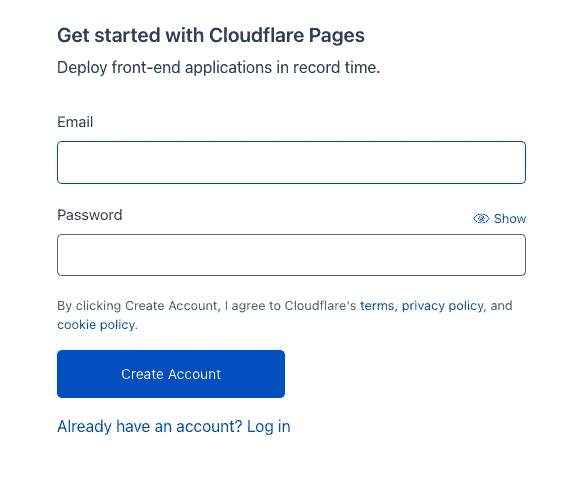 Get started with Cloudflare Pages
Deploy front-end applications in record time.
Email
Password
Show
By clicking Create Account, I agree to Cloudflare's terms, privacy policy, and
cookie policy.
Create Account
Already have an account? Log in